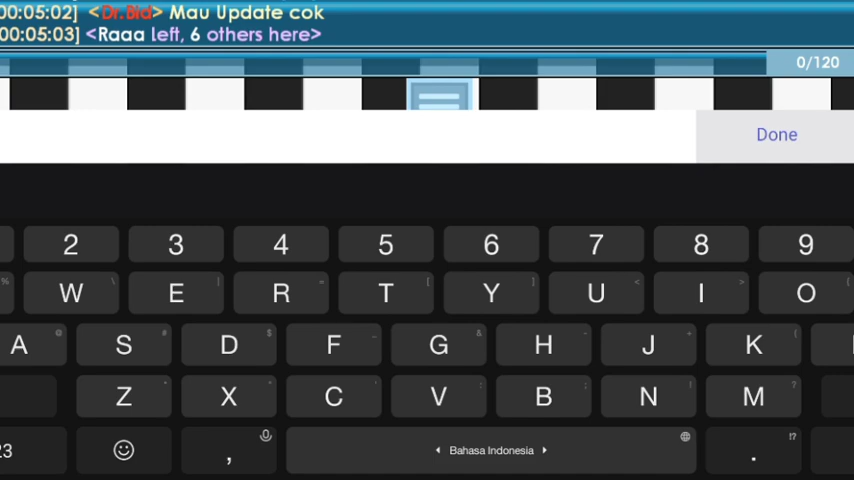 00:05:02] <Dr.Bid> Mau Update cok
00:05:03] <Raaa left, 6 others here>
0/120
Done
2 3 4 5 6 7 8 9
W E R T Y U I O
A S D F G H J K
Z X C V B N M
23 , Bahasa Indonesia .